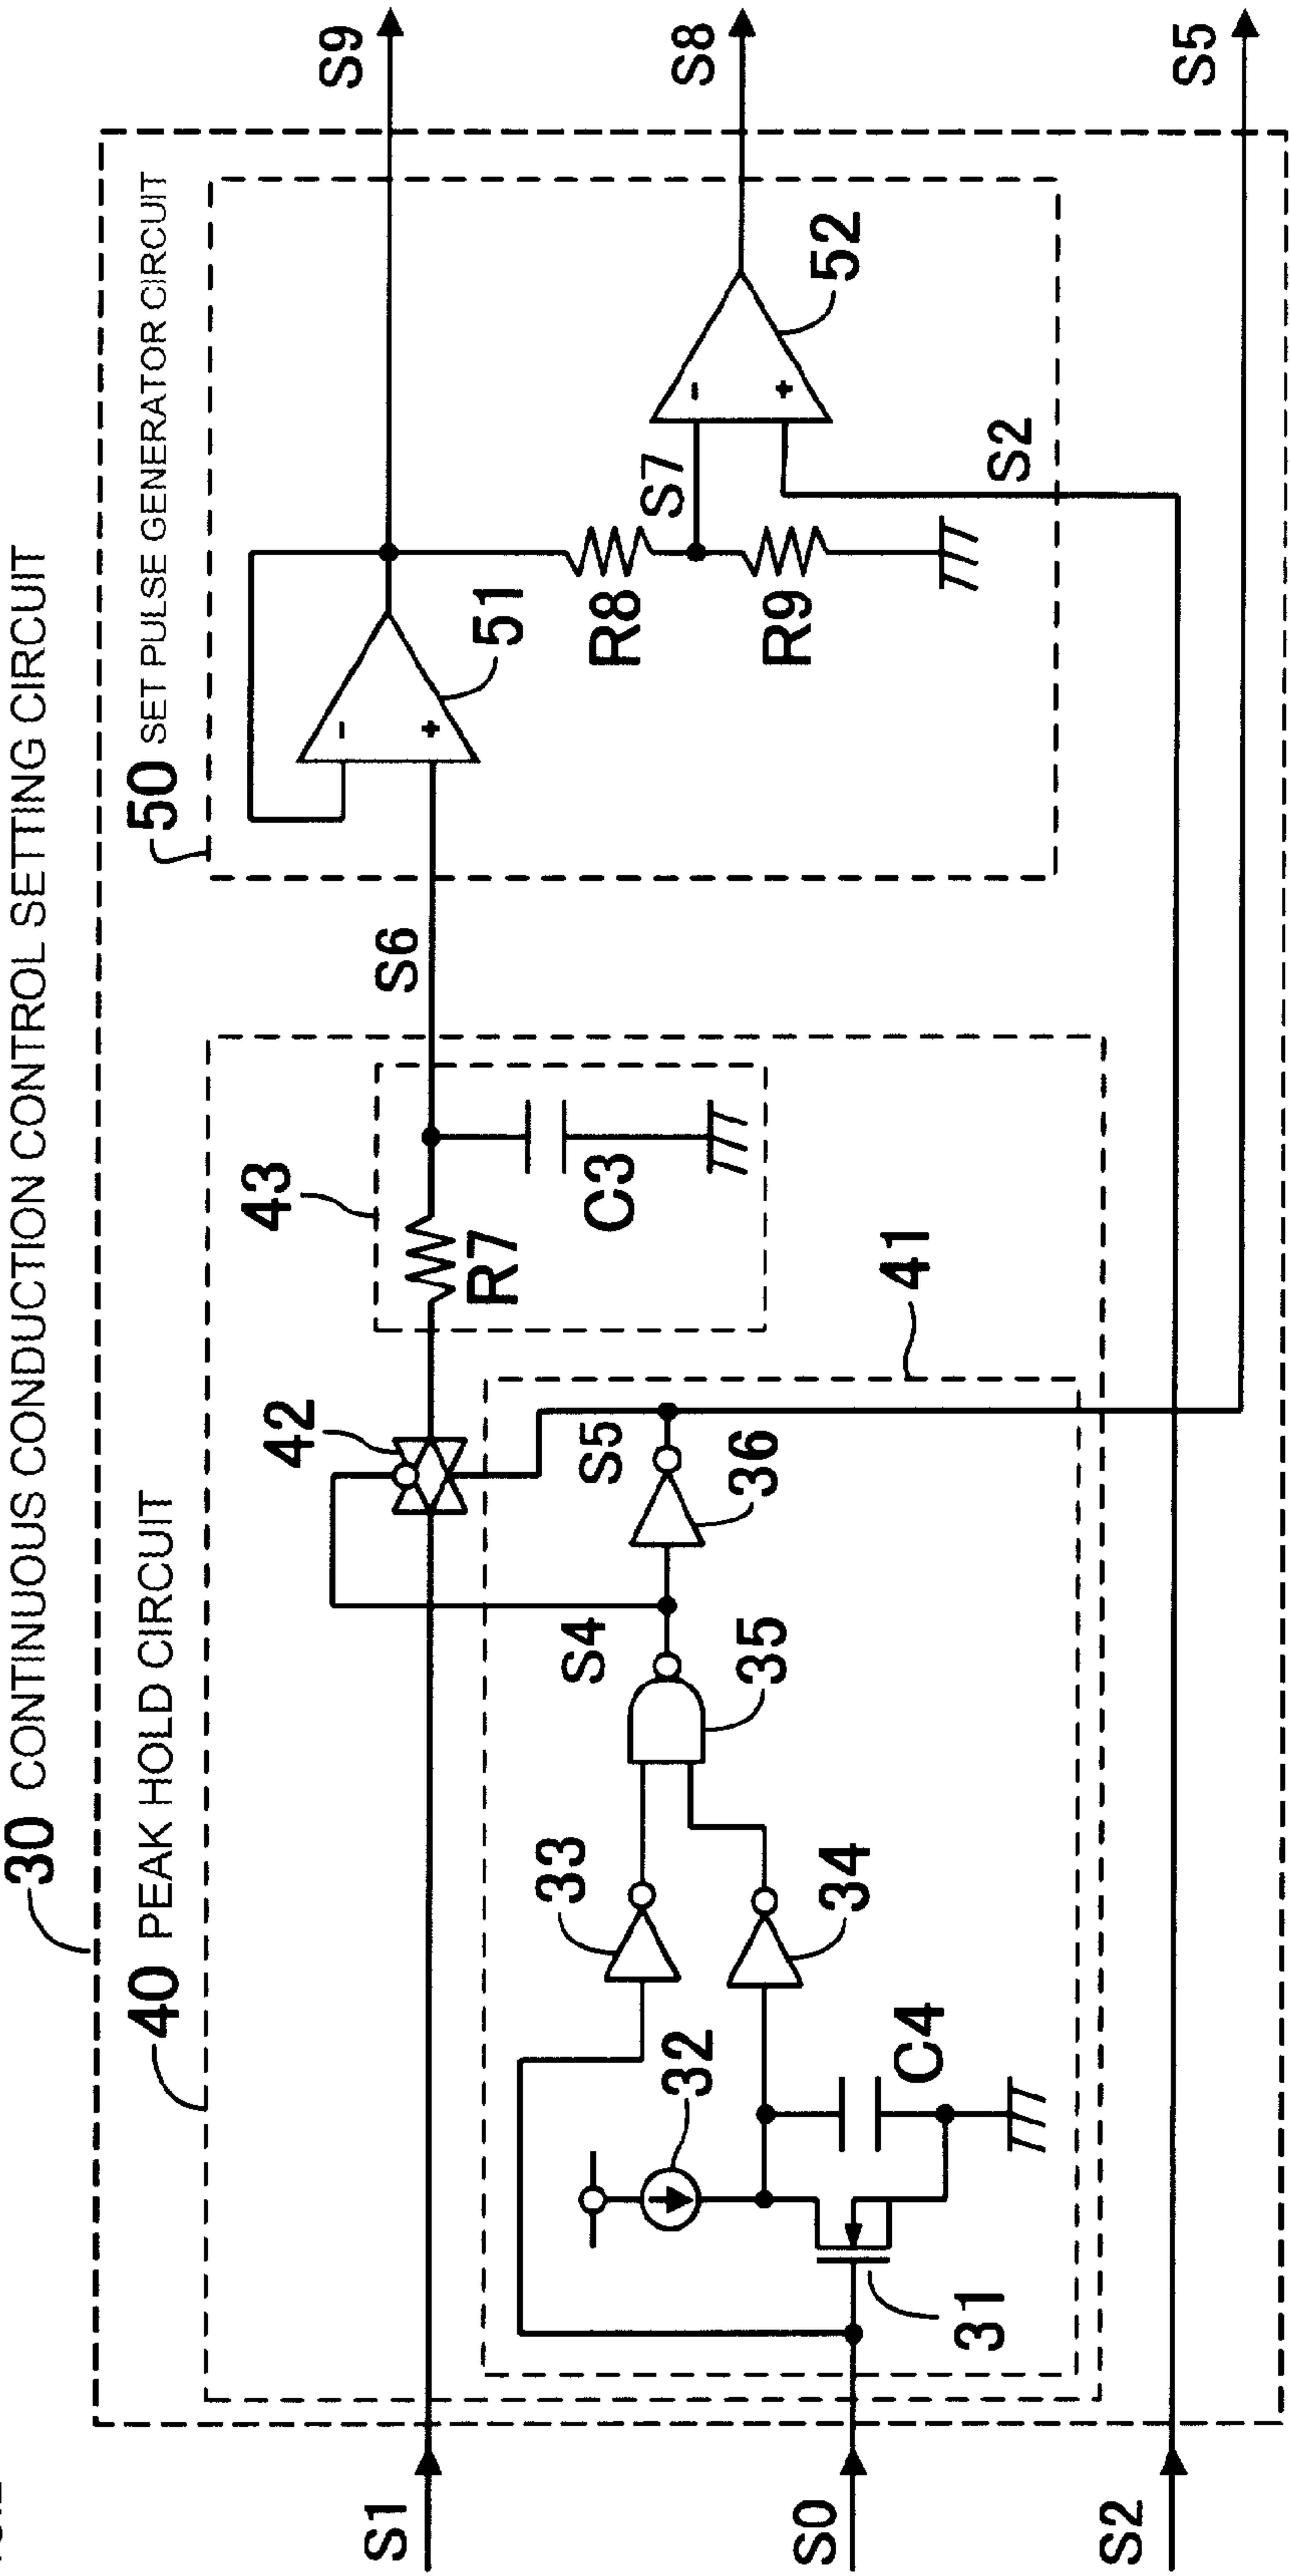 30 CONTINUOUS CONDUCTION CONTROL SETTING CIRCUIT
40 PEAK HOLD CIRCUIT
50 SET PULSE GENERATOR CIRCUIT
S9
S1
42
43
S6
R7
C3
51
-
+
S8
R8
S7
R9
-
+
52
S2
41
33
34
35
S4
S5
36
32
C4
31
S0
S2
S5